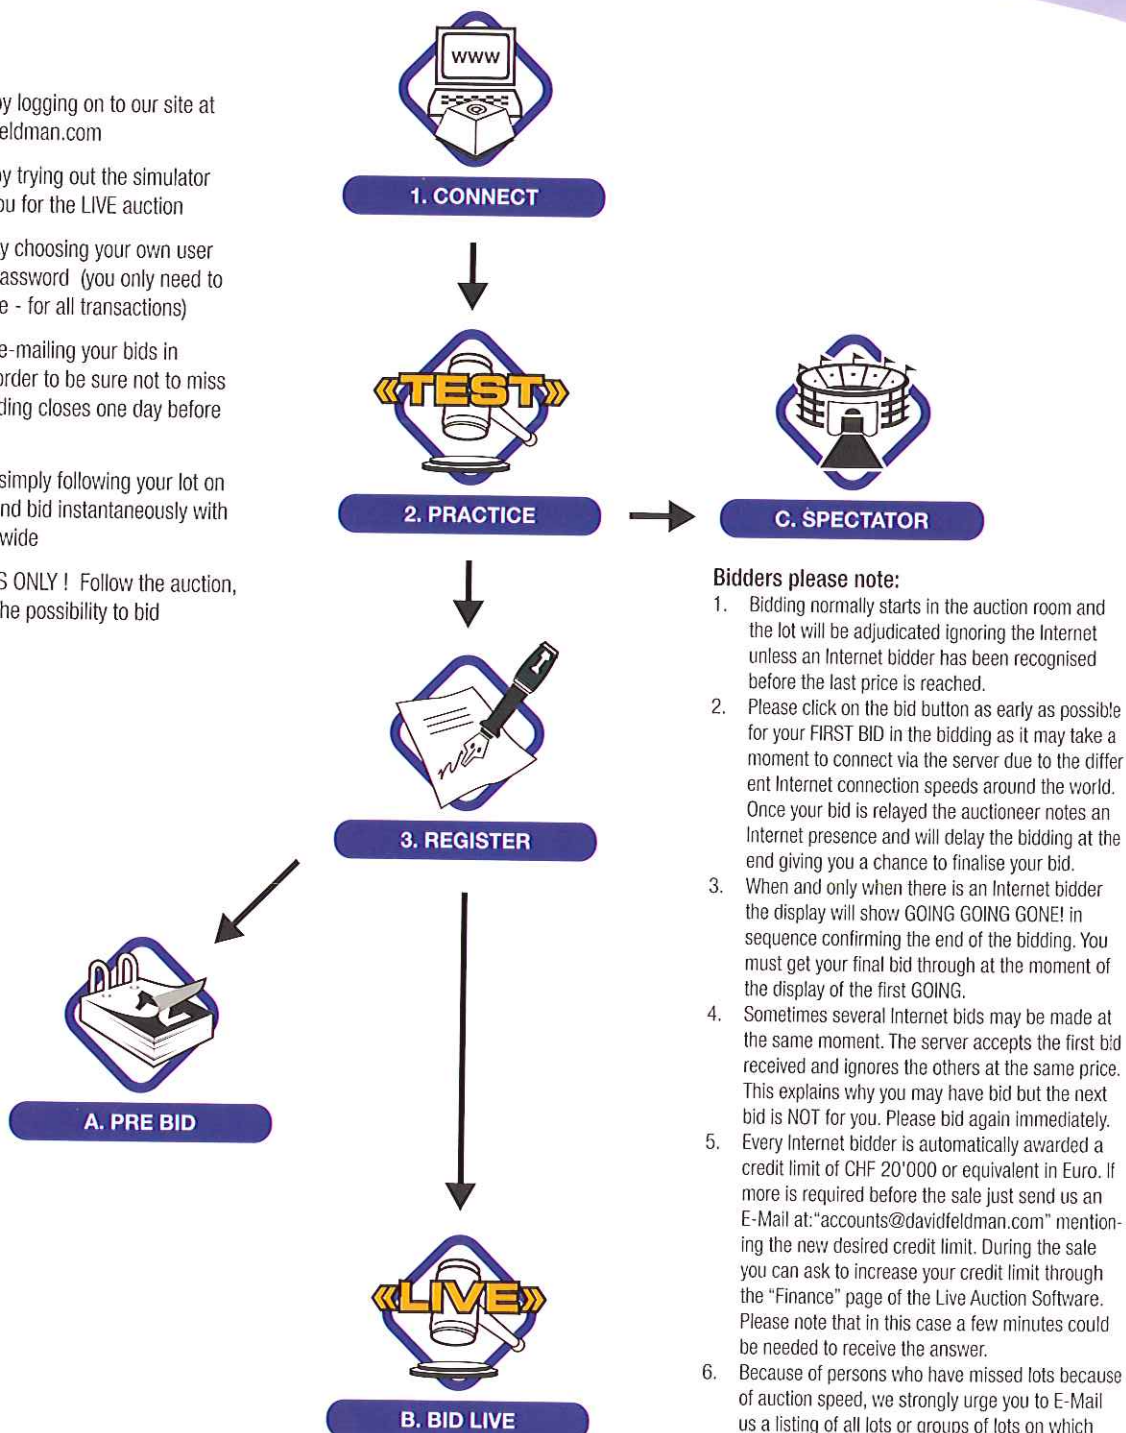 by logging on to our site at
eldman.com
by trying out the simulator
ou for the LIVE auction
y choosing your own user
assword (you only need to
e - for all transactions)
e-mailing your bids in
order to be sure not to miss
ding closes one day before
simply following your lot on
nd bid instantaneously with
wide
S ONLY ! Follow the auction,
he possibility to bid
WWW
@
1. CONNECT
«TEST»
2. PRACTICE
C. SPECTATOR
3. REGISTER
A. PRE BID
«LIVE»
B. BID LIVE
Bidders please note:
1. Bidding normally starts in the auction room and
the lot will be adjudicated ignoring the Internet
unless an Internet bidder has been recognised
before the last price is reached.
2. Please click on the bid button as early as possible
for your FIRST BID in the bidding as it may take a
moment to connect via the server due to the differ
ent Internet connection speeds around the world.
Once your bid is relayed the auctioneer notes an
Internet presence and will delay the bidding at the
end giving you a chance to finalise your bid.
3. When and only when there is an Internet bidder
the display will show GOING GOING GONE! in
sequence confirming the end of the bidding. You
must get your final bid through at the moment of
the display of the first GOING.
4. Sometimes several Internet bids may be made at
the same moment. The server accepts the first bid
received and ignores the others at the same price.
This explains why you may have bid but the next
bid is NOT for you. Please bid again immediately.
5. Every Internet bidder is automatically awarded a
credit limit of CHF 20'000 or equivalent in Euro. If
more is required before the sale just send us an
E-Mail at:"accounts@davidfeldman.com" mention-
ing the new desired credit limit. During the sale
you can ask to increase your credit limit through
the "Finance" page of the Live Auction Software.
Please note that in this case a few minutes could
be needed to receive the answer.
6. Because of persons who have missed lots because
of auction speed, we strongly urge you to E-Mail
us a listing of all lots or groups of lots on which